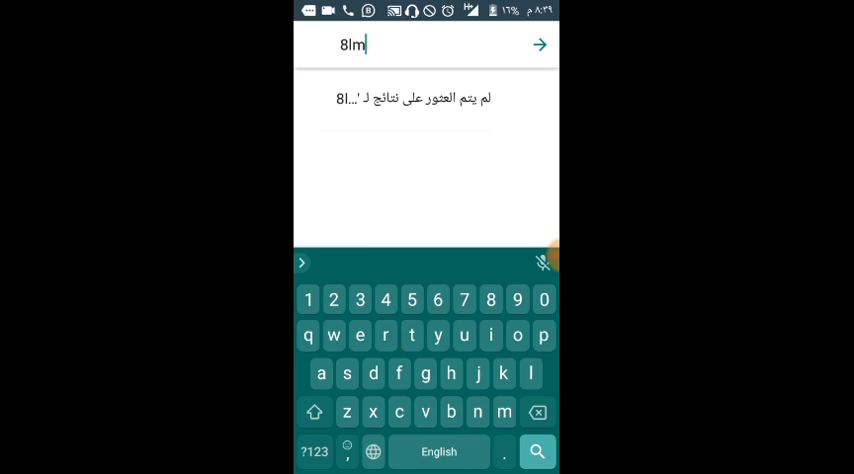 ٨:٣٩ م ١٦% H+
8lm
لم يتم العثور على نتائج لـ '...8l
1 2 3 4 5 6 7 8 9 0
q w e r t y u i o p
a s d f g h j k l
z x c v b n m
?123 , English .